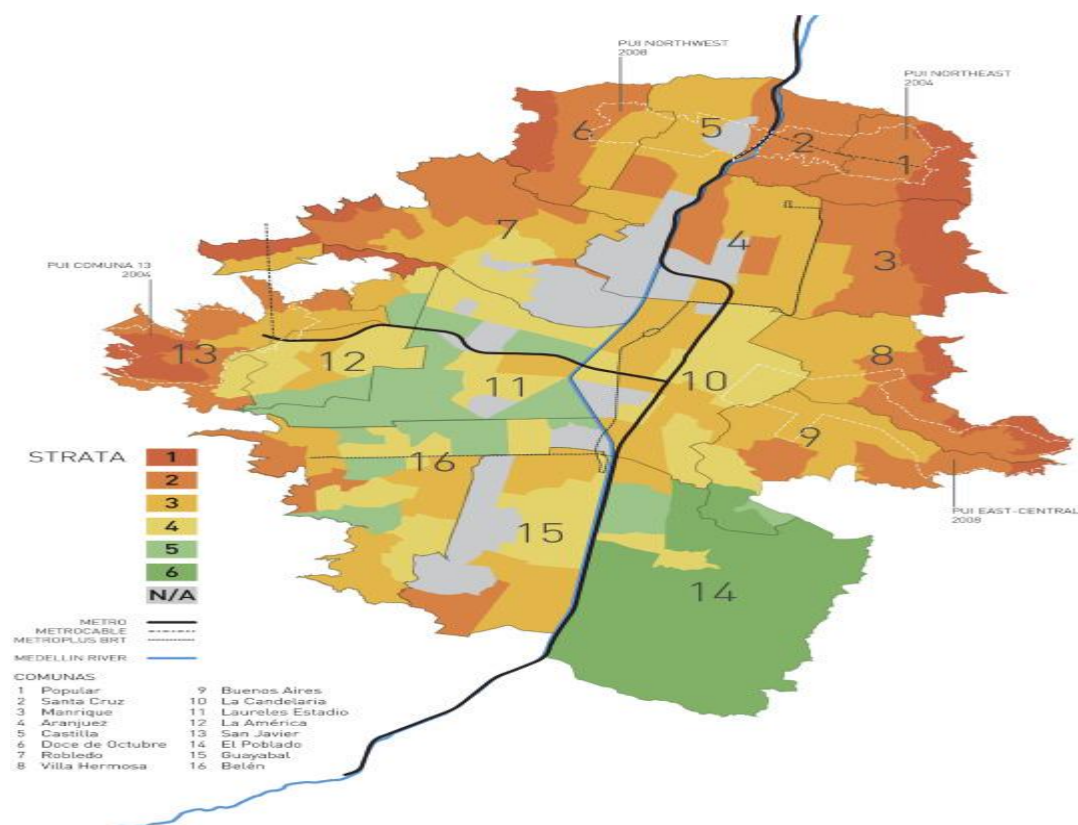 PUI NORTHWEST
2008
PUI NORTHEAST
2004
5
6
2
1
7
4
3
PUI COMUNA 13
2004
13
12
8
11
10
9
16
STRATA
1
2
3
4
5
6
N/A
PUI EAST-CENTRAL
2008
15
14
METRO
METROCABLE
METROPLUS BRT
MEDELLIN RIVER
COMUNAS
1 Popular
2 Santa Cruz
3 Manrique
4 Aranjuez
5 Castilla
6 Doce de Octubre
7 Robledo
8 Villa Hermosa
9 Buenos Aires
10 La Candelaria
11 Laureles Estadio
12 La América
13 San Javier
14 El Poblado
15 Guayabal
16 Belén